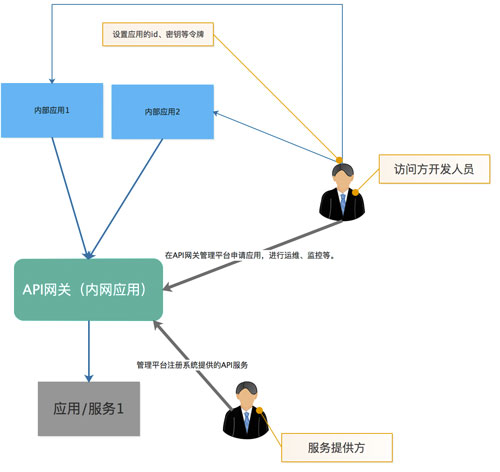 设置应用的id、密钥等令牌
内部应用1
内部应用2
访问方开发人员
在API网关管理平台申请应用，进行运维、监控等。
API网关（内网应用）
管理平台注册系统提供的API服务
应用/服务1
服务提供方